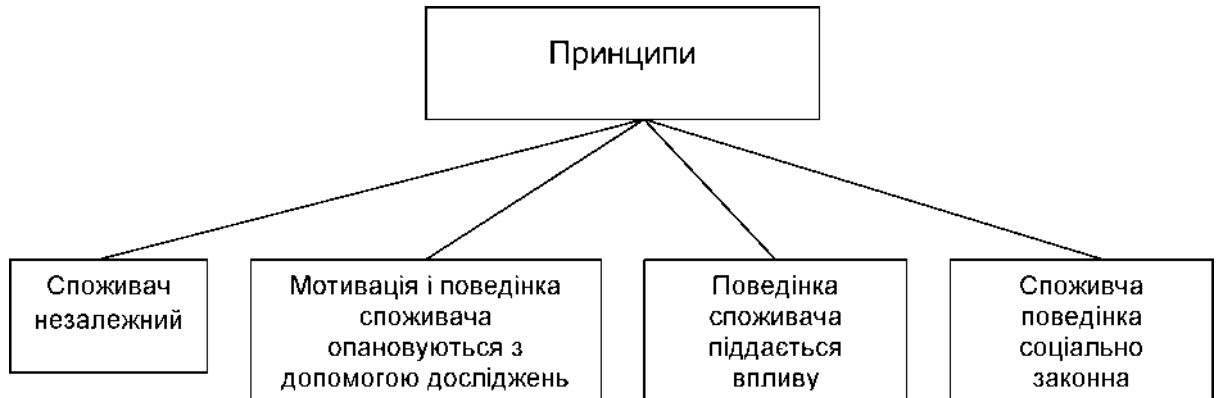 Принципи
Споживач
незалежний
Мотивація і поведінка
споживача
опановуються з
допомогою досліджень
Поведінка
споживача
піддається
впливу
Споживча
поведінка
соціально
законна